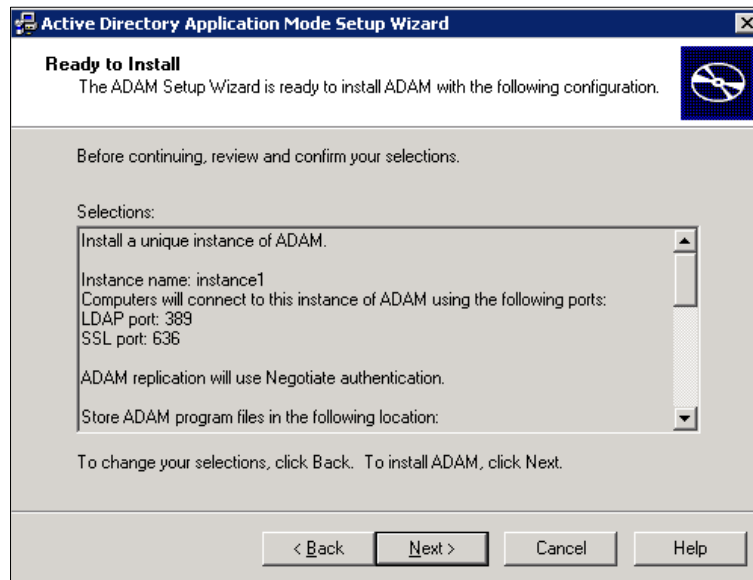 Active Directory Application Mode Setup Wizard
Ready to Install
The ADAM Setup Wizard is ready to install ADAM with the following configuration.
Before continuing, review and confirm your selections.
Selections:
Install a unique instance of ADAM.
Instance name: instance1
Computers will connect to this instance of ADAM using the following ports:
LDAP port: 389
SSL port: 636
ADAM replication will use Negotiate authentication.
Store ADAM program files in the following location:
To change your selections, click Back.  To install ADAM, click Next.
< Back  Next >  Cancel  Help